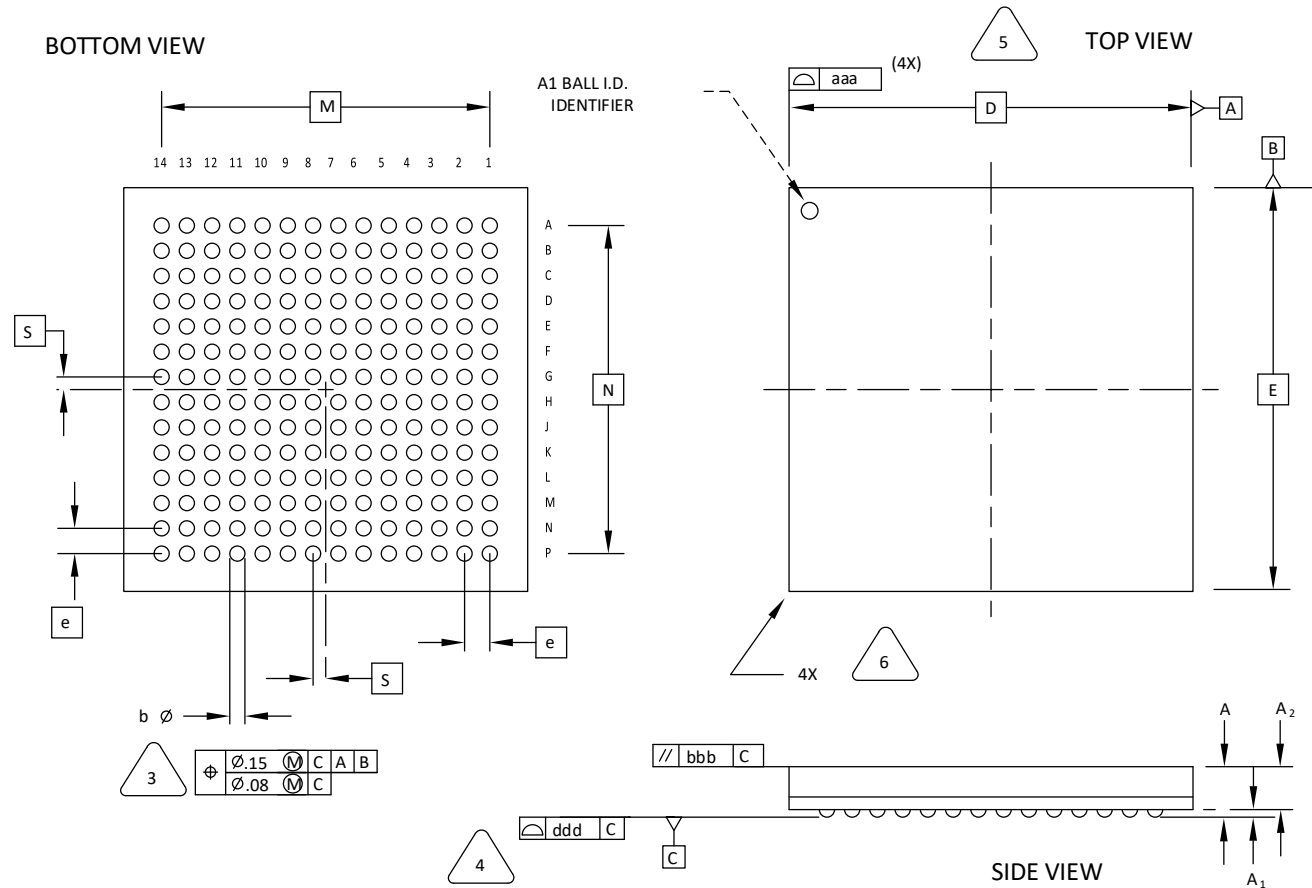 BOTTOM VIEW
5
TOP VIEW
aaa
(4X)
A1 BALL I.D.
IDENTIFIER
M
D
A
B
14 13 12 11 10 9 8 7 6 5 4 3 2 1
A
B
C
D
E
F
G
H
J
K
L
M
N
P
S
N
E
e
e
S
4X
6
b Ø
3
⌖ Ø.15 Ⓜ C A B
Ø.08 Ⓜ C
// bbb C
A
A2
ddd C
4
C
SIDE VIEW
A1